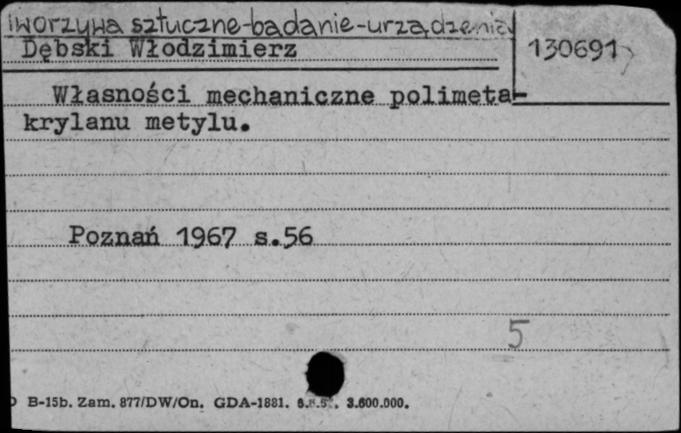 tworzywa sztuczne-badanie-urządzenia
Dębski Włodzimierz
130691
Własności mechaniczne polimeta-
krylanu metylu.
Poznań 1967 s.56
5
B-15b. Zam. 877/DW/On. GDA-1881. 3.600.000.